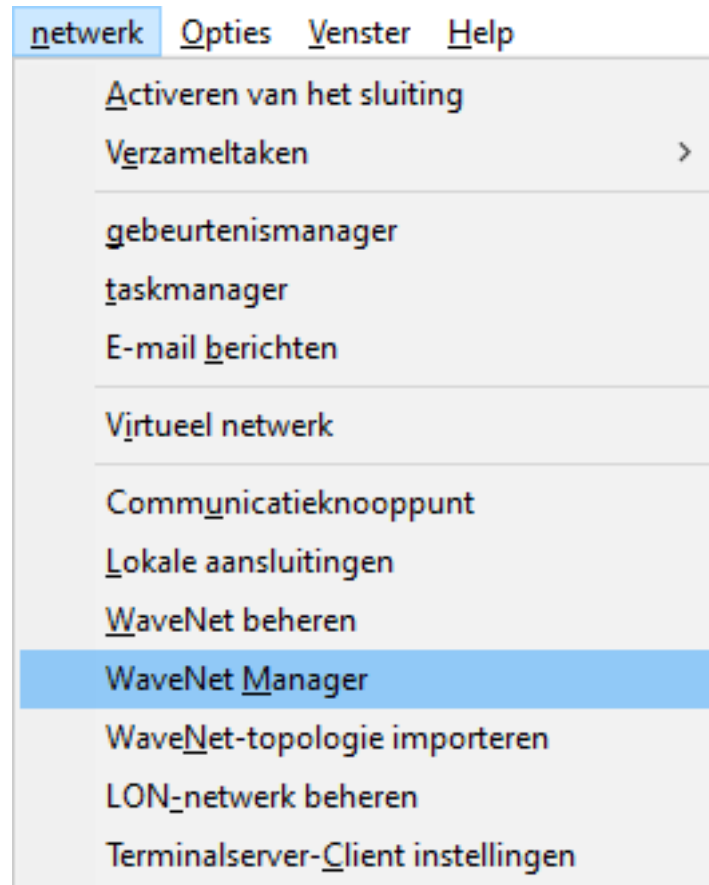 netwerk Opties Venster Help
Activeren van het sluiting
Verzameltaken
gebeurtenismanager
taskmanager
E-mail berichten
Virtueel netwerk
Communicatieknooppunt
Lokale aansluitingen
WaveNet beheren
WaveNet Manager
WaveNet-topologie importeren
LON-netwerk beheren
Terminalserver-Client instellingen